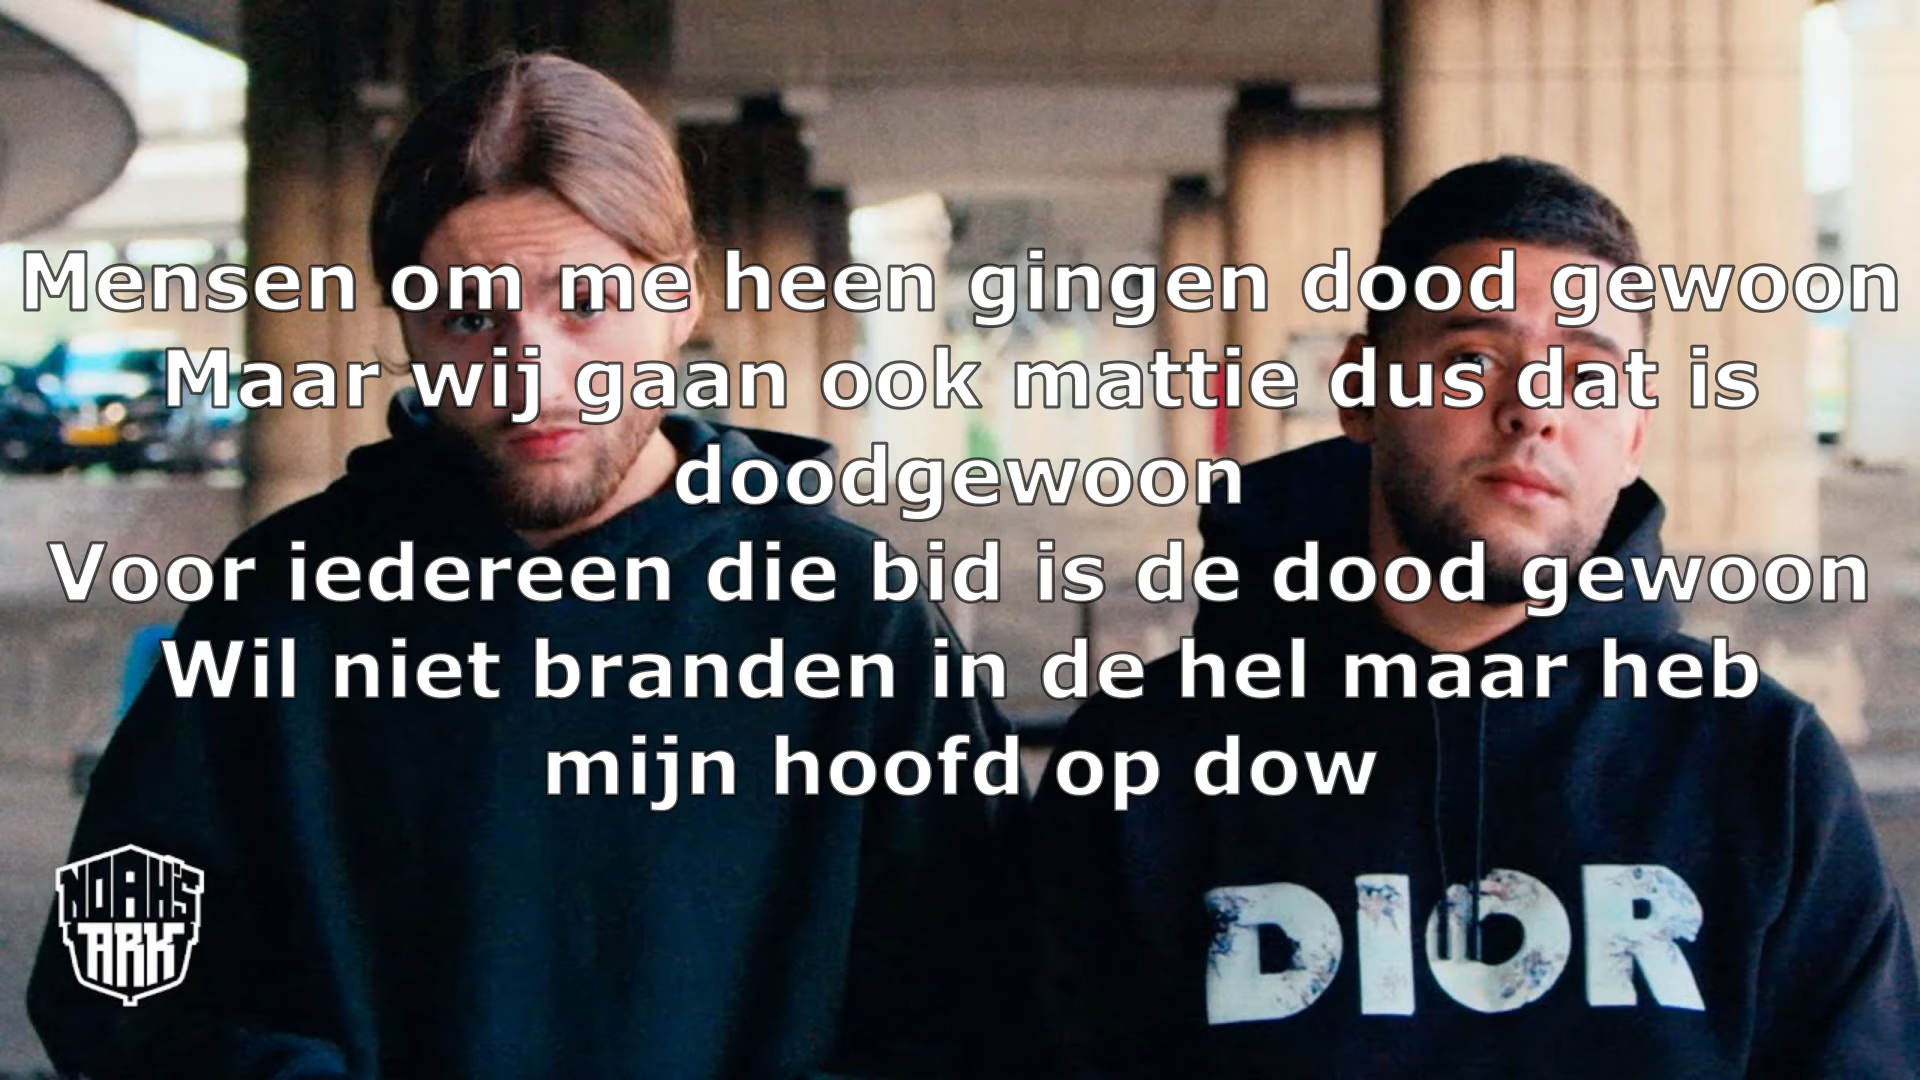 Mensen om me heen gingen dood gewoon
Maar wij gaan ook mattie dus dat is
doodgewoon
Voor iedereen die bid is de dood gewoon
Wil niet branden in de hel maar heb
mijn hoofd op dow
NOAH'S
ARK
DIOR